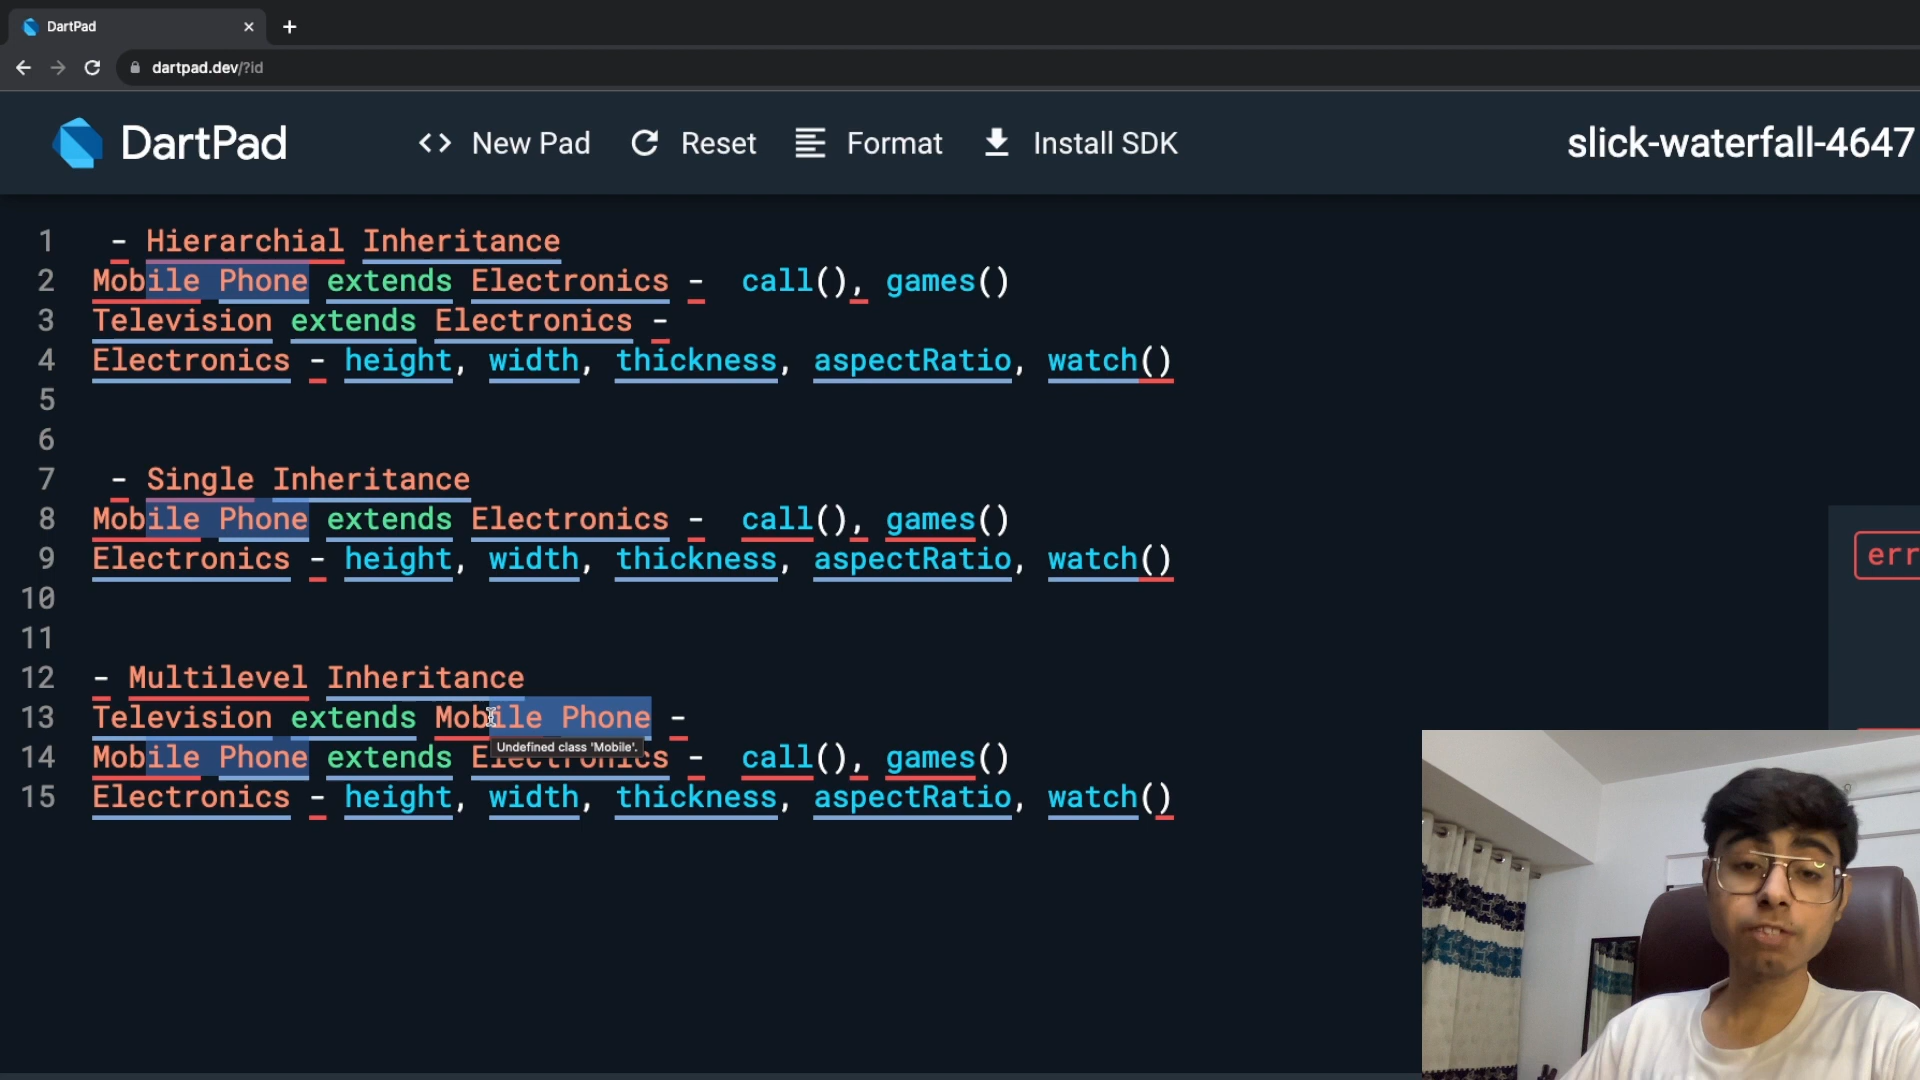 DartPad
dartpad.dev/?id
DartPad
<> New Pad
Reset
Format
Install SDK
slick-waterfall-4647
1 - Hierarchial Inheritance
2 Mobile Phone extends Electronics - call(), games()
3 Television extends Electronics -
4 Electronics - height, width, thickness, aspectRatio, watch()
5
6
7 - Single Inheritance
8 Mobile Phone extends Electronics - call(), games()
9 Electronics - height, width, thickness, aspectRatio, watch()
10
11
12 - Multilevel Inheritance
13 Television extends Mobile Phone -
Undefined class 'Mobile'.
14 Mobile Phone extends Electronics - call(), games()
15 Electronics - height, width, thickness, aspectRatio, watch()
err